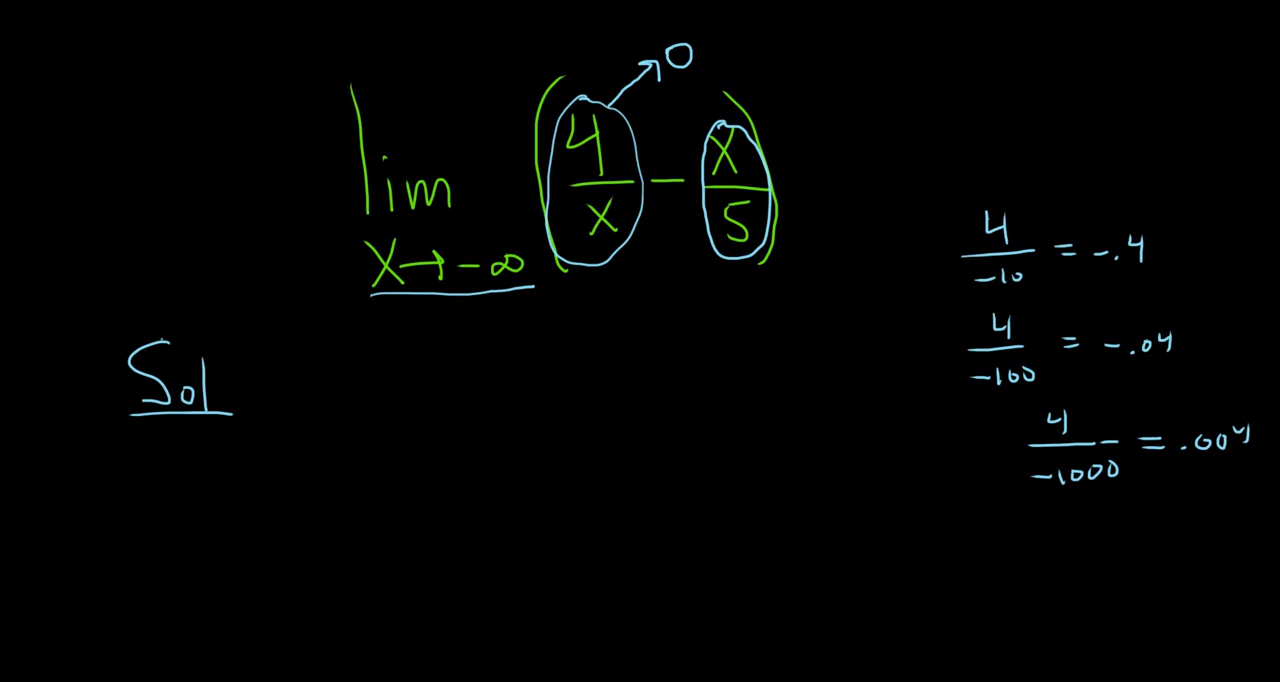 lim x→-∞ (4/x - x/5) → 0
4/-10 = -.4
4/-100 = -.04
4/-1000 = .004
Sol